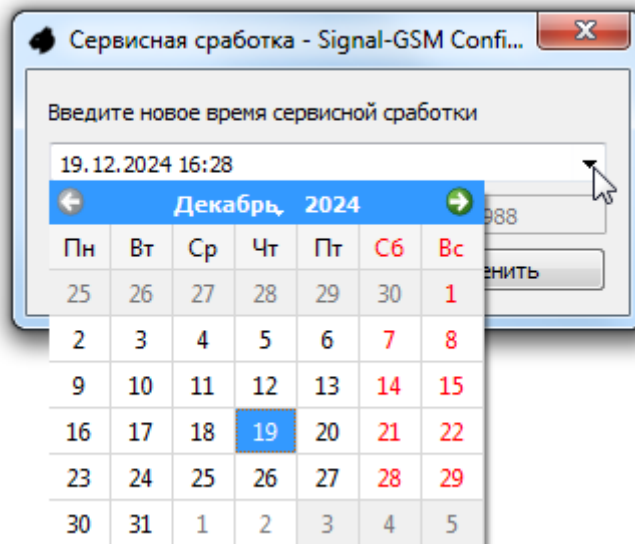 Сервисная сработка - Signal-GSM Confi...
Введите новое время сервисной сработки
19.12.2024 16:28
Декабрь 2024
988
Пн Вт Ср Чт Пт Сб Вс
25 26 27 28 29 30 1
2 3 4 5 6 7 8
9 10 11 12 13 14 15
16 17 18 19 20 21 22
23 24 25 26 27 28 29
30 31 1 2 3 4 5